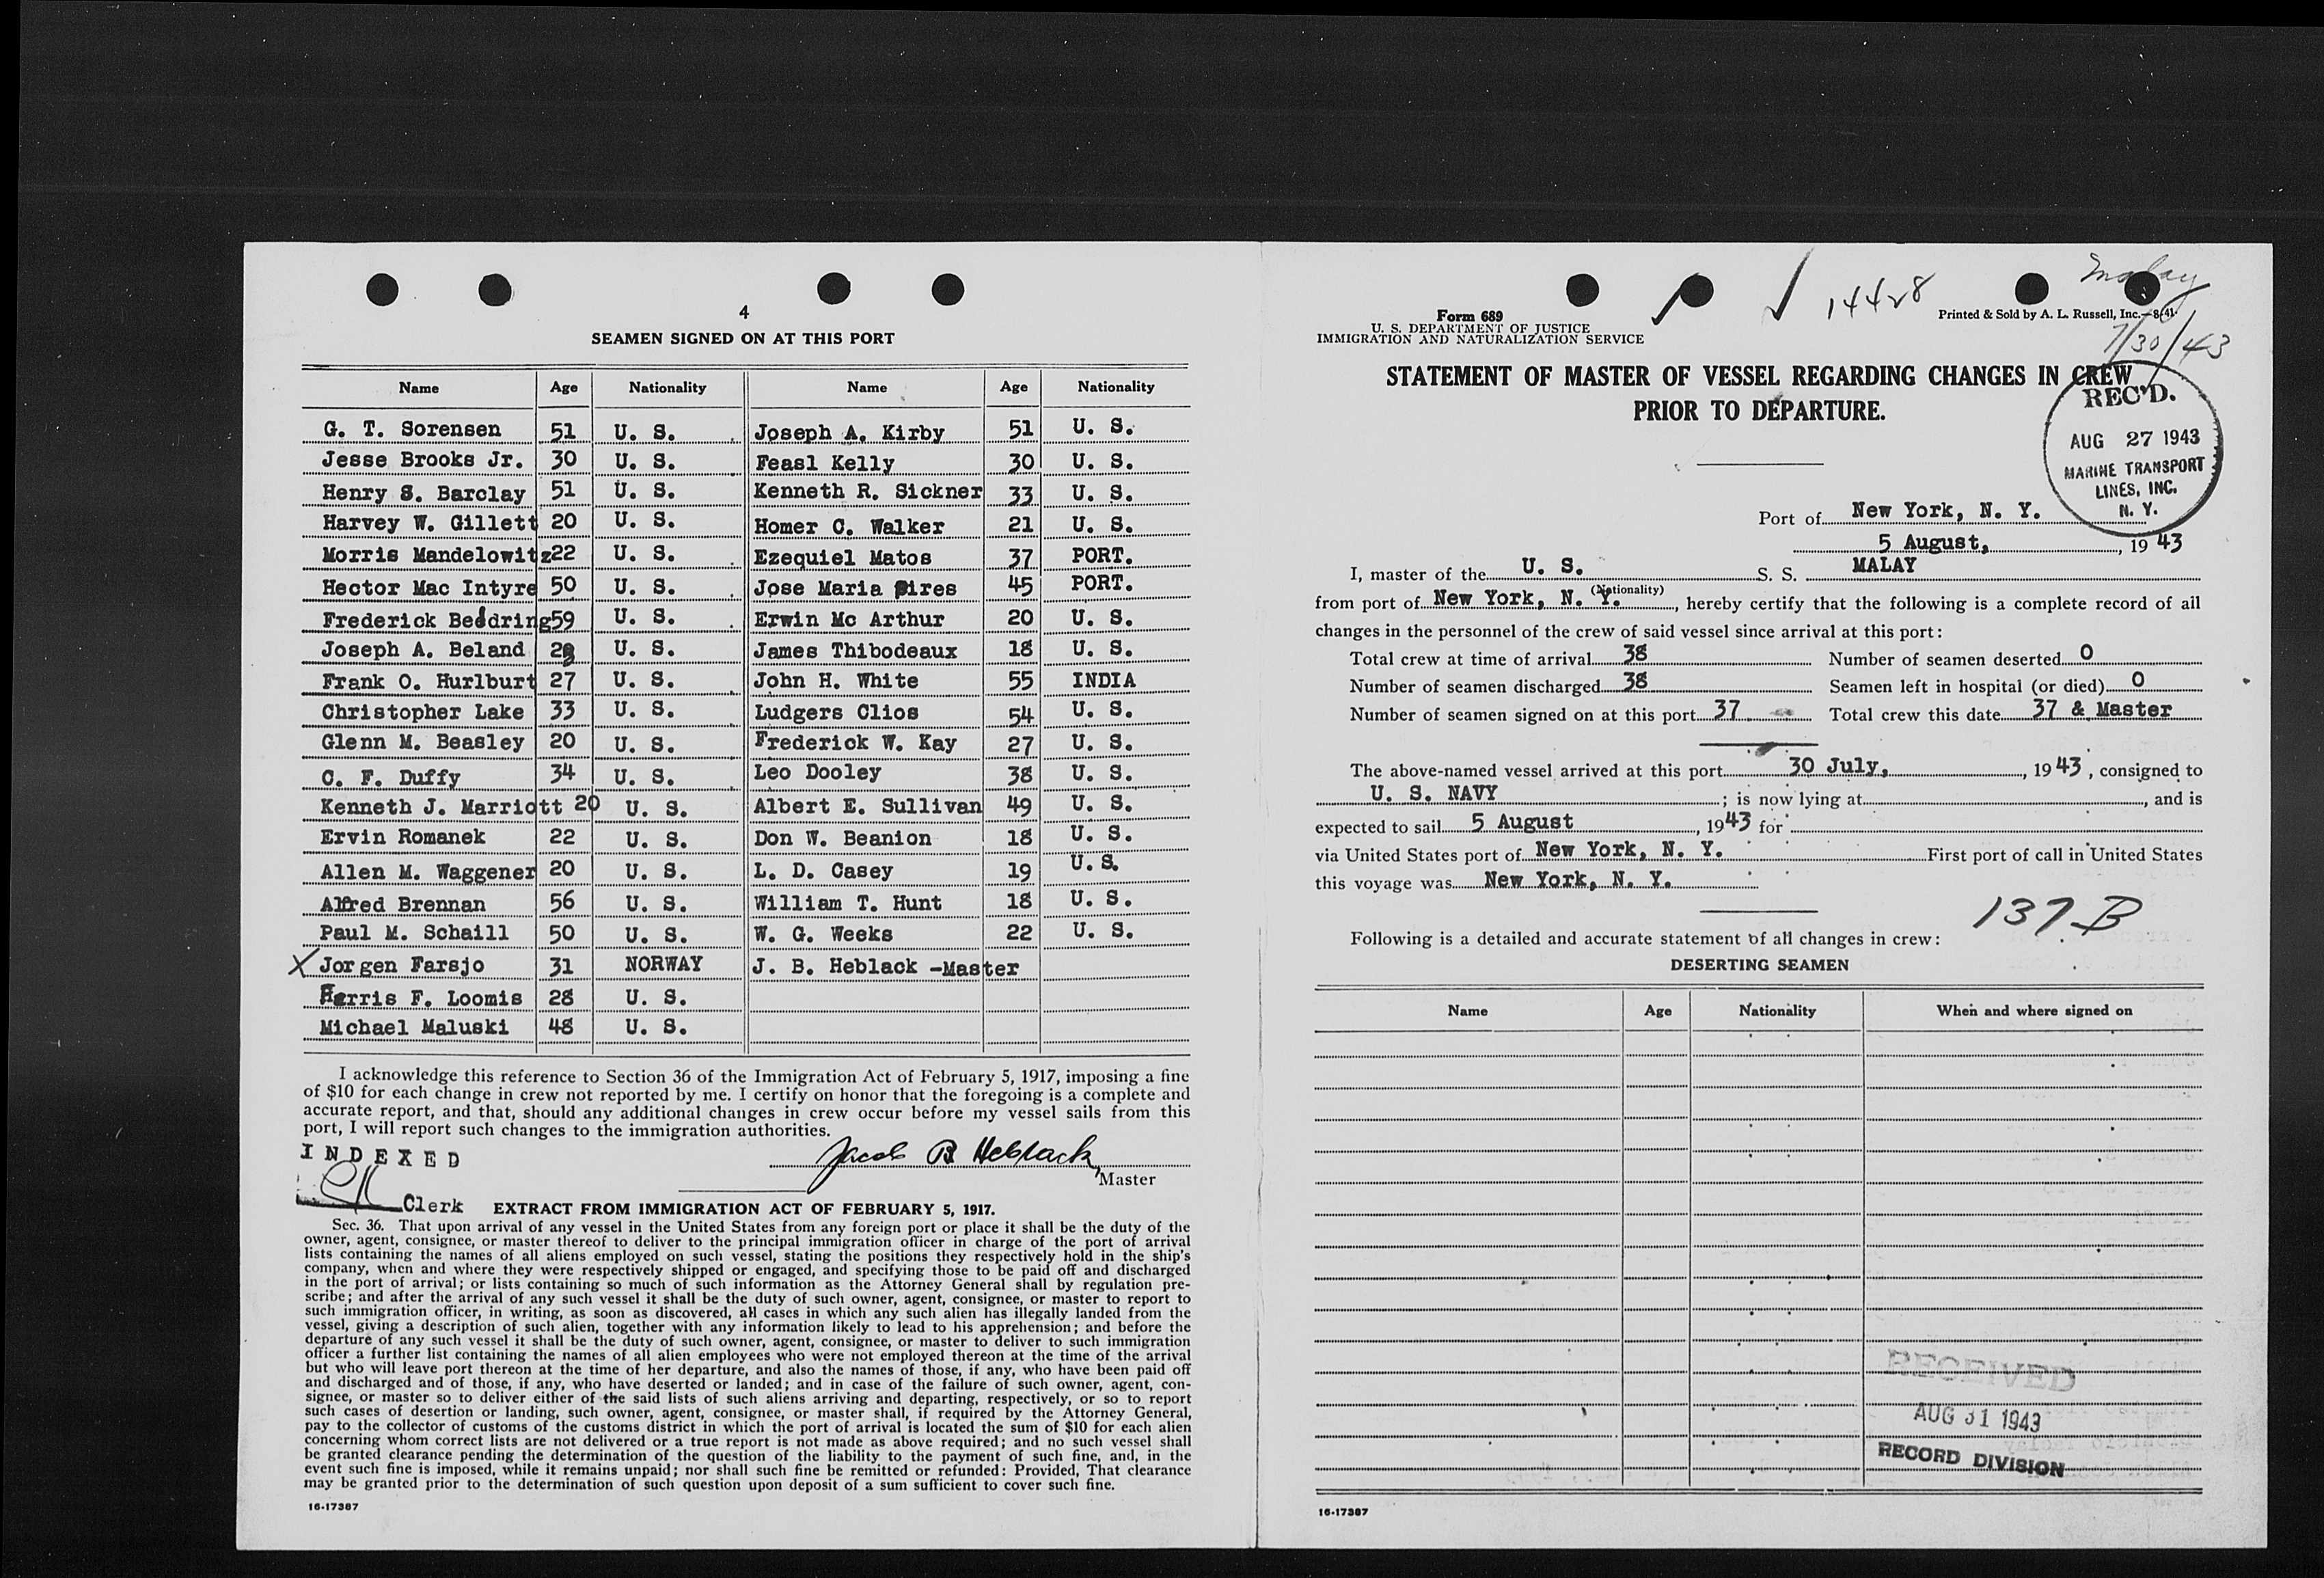 4
SEAMEN SIGNED ON AT THIS PORT
Name Age Nationality Name Age Nationality
G. T. Sorensen 51 U. S. Joseph A. Kirby 51 U. S.
Jesse Brooks Jr. 30 U. S. Feasl Kelly 30 U. S.
Henry S. Barclay 51 U. S. Kenneth R. Sickner 33 U. S.
Harvey W. Gillett 20 U. S. Homer C. Walker 21 U. S.
Morris Mandelowitz 22 U. S. Ezequiel Matos 37 PORT.
Hector Mac Intyre 50 U. S. Jose Maria Pires 45 PORT.
Frederick Beddring 59 U. S. Erwin Mc Arthur 20 U. S.
Joseph A. Beland 29 U. S. James Thibodeaux 18 U. S.
Frank O. Hurlburt 27 U. S. John H. White 55 INDIA
Christopher Lake 33 U. S. Ludgers Clios 54 U. S.
Glenn M. Beasley 20 U. S. Frederick W. Kay 27 U. S.
C. F. Duffy 34 U. S. Leo Dooley 38 U. S.
Kenneth J. Marriott 20 U. S. Albert E. Sullivan 49 U. S.
Ervin Romanek 22 U. S. Don W. Beanion 18 U. S.
Allen M. Waggener 20 U. S. L. D. Casey 19 U. S.
Alfred Brennan 56 U. S. William T. Hunt 18 U. S.
Paul M. Schaill 50 U. S. W. G. Weeks 22 U. S.
X Jorgen Farsjo 31 NORWAY J. B. Heblack -Master
Harris F. Loomis 28 U. S.
Michael Maluski 48 U. S.
I acknowledge this reference to Section 36 of the Immigration Act of February 5, 1917, imposing a fine
of $10 for each change in crew not reported by me. I certify on honor that the foregoing is a complete and
accurate report, and that, should any additional changes in crew occur before my vessel sails from this
port, I will report such changes to the immigration authorities.
INDEXED
Jacob B Heblack
Master
Clerk
EXTRACT FROM IMMIGRATION ACT OF FEBRUARY 5, 1917.
Sec. 36. That upon arrival of any vessel in the United States from any foreign port or place it shall be the duty of the
owner, agent, consignee, or master thereof to deliver to the principal immigration officer in charge of the port of arrival
lists containing the names of all aliens employed on such vessel, stating the positions they respectively hold in the ship's
company, when and where they were respectively shipped or engaged, and specifying those to be paid off and discharged
in the port of arrival; or lists containing so much of such information as the Attorney General shall by regulation pre-
scribe; and after the arrival of any such vessel it shall be the duty of such owner, agent, consignee, or master to report to
such immigration officer, in writing, as soon as discovered, all cases in which any such alien has illegally landed from the
vessel, giving a description of such alien, together with any information likely to lead to his apprehension; and before the
departure of any such vessel it shall be the duty of such owner, agent, consignee, or master to deliver to such immigration
officer a further list containing the names of all alien employees who were not employed thereon at the time of the arrival
but who will leave port thereon at the time of her departure, and also the names of those, if any, who have been paid off
and discharged and of those, if any, who have deserted or landed; and in case of the failure of such owner, agent, con-
signee, or master so to deliver either of the said lists of such aliens arriving and departing, respectively, or so to report
such cases of desertion or landing, such owner, agent, consignee, or master shall, if required by the Attorney General,
pay to the collector of customs of the customs district in which the port of arrival is located the sum of $10 for each alien
concerning whom correct lists are not delivered or a true report is not made as above required; and no such vessel shall
be granted clearance pending the determination of the question of the liability to the payment of such fine, and, in the
event such fine is imposed, while it remains unpaid; nor shall such fine be remitted or refunded: Provided, That clearance
may be granted prior to the determination of such question upon deposit of a sum sufficient to cover such fine.
16-17387
Malay
7/30/43
14428
Form 689
U. S. DEPARTMENT OF JUSTICE
IMMIGRATION AND NATURALIZATION SERVICE
Printed & Sold by A. L. Russell, Inc.-8-41
STATEMENT OF MASTER OF VESSEL REGARDING CHANGES IN CREW
PRIOR TO DEPARTURE.
REC'D.
AUG 27 1943
MARINE TRANSPORT
LINES, INC.
N. Y.
Port of New York, N. Y.
5 August, 1943
I, master of the U. S. S. S. MALAY
(Nationality)
from port of New York, N. Y., hereby certify that the following is a complete record of all
changes in the personnel of the crew of said vessel since arrival at this port:
Total crew at time of arrival 38 Number of seamen deserted 0
Number of seamen discharged 38 Seamen left in hospital (or died) 0
Number of seamen signed on at this port 37 Total crew this date 37 & Master
The above-named vessel arrived at this port 30 July, 1943, consigned to
U. S. NAVY; is now lying at , and is
expected to sail 5 August, 1943 for
via United States port of New York, N. Y. First port of call in United States
this voyage was New York, N. Y.
137 B
Following is a detailed and accurate statement of all changes in crew:
DESERTING SEAMEN
Name Age Nationality When and where signed on
RECEIVED
AUG 31 1943
RECORD DIVISION
16-17387